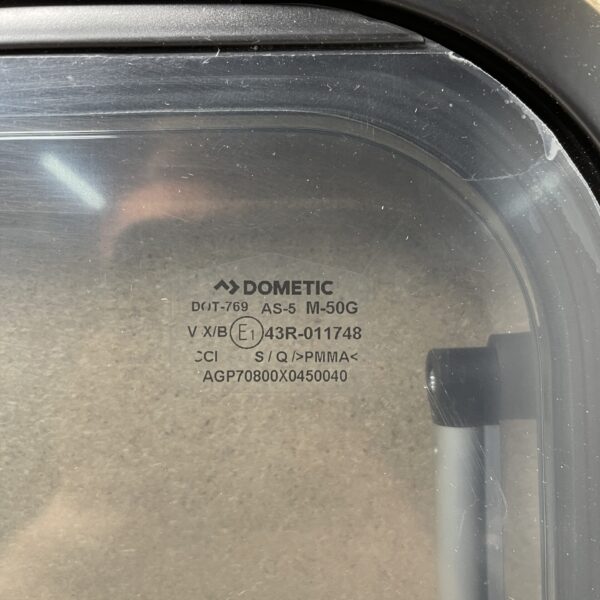 DOMETIC
DOT-769 AS-5 M-50G
V X/B E1 43R-011748
CCI S / Q />PMMA<
AGP70800X0450040